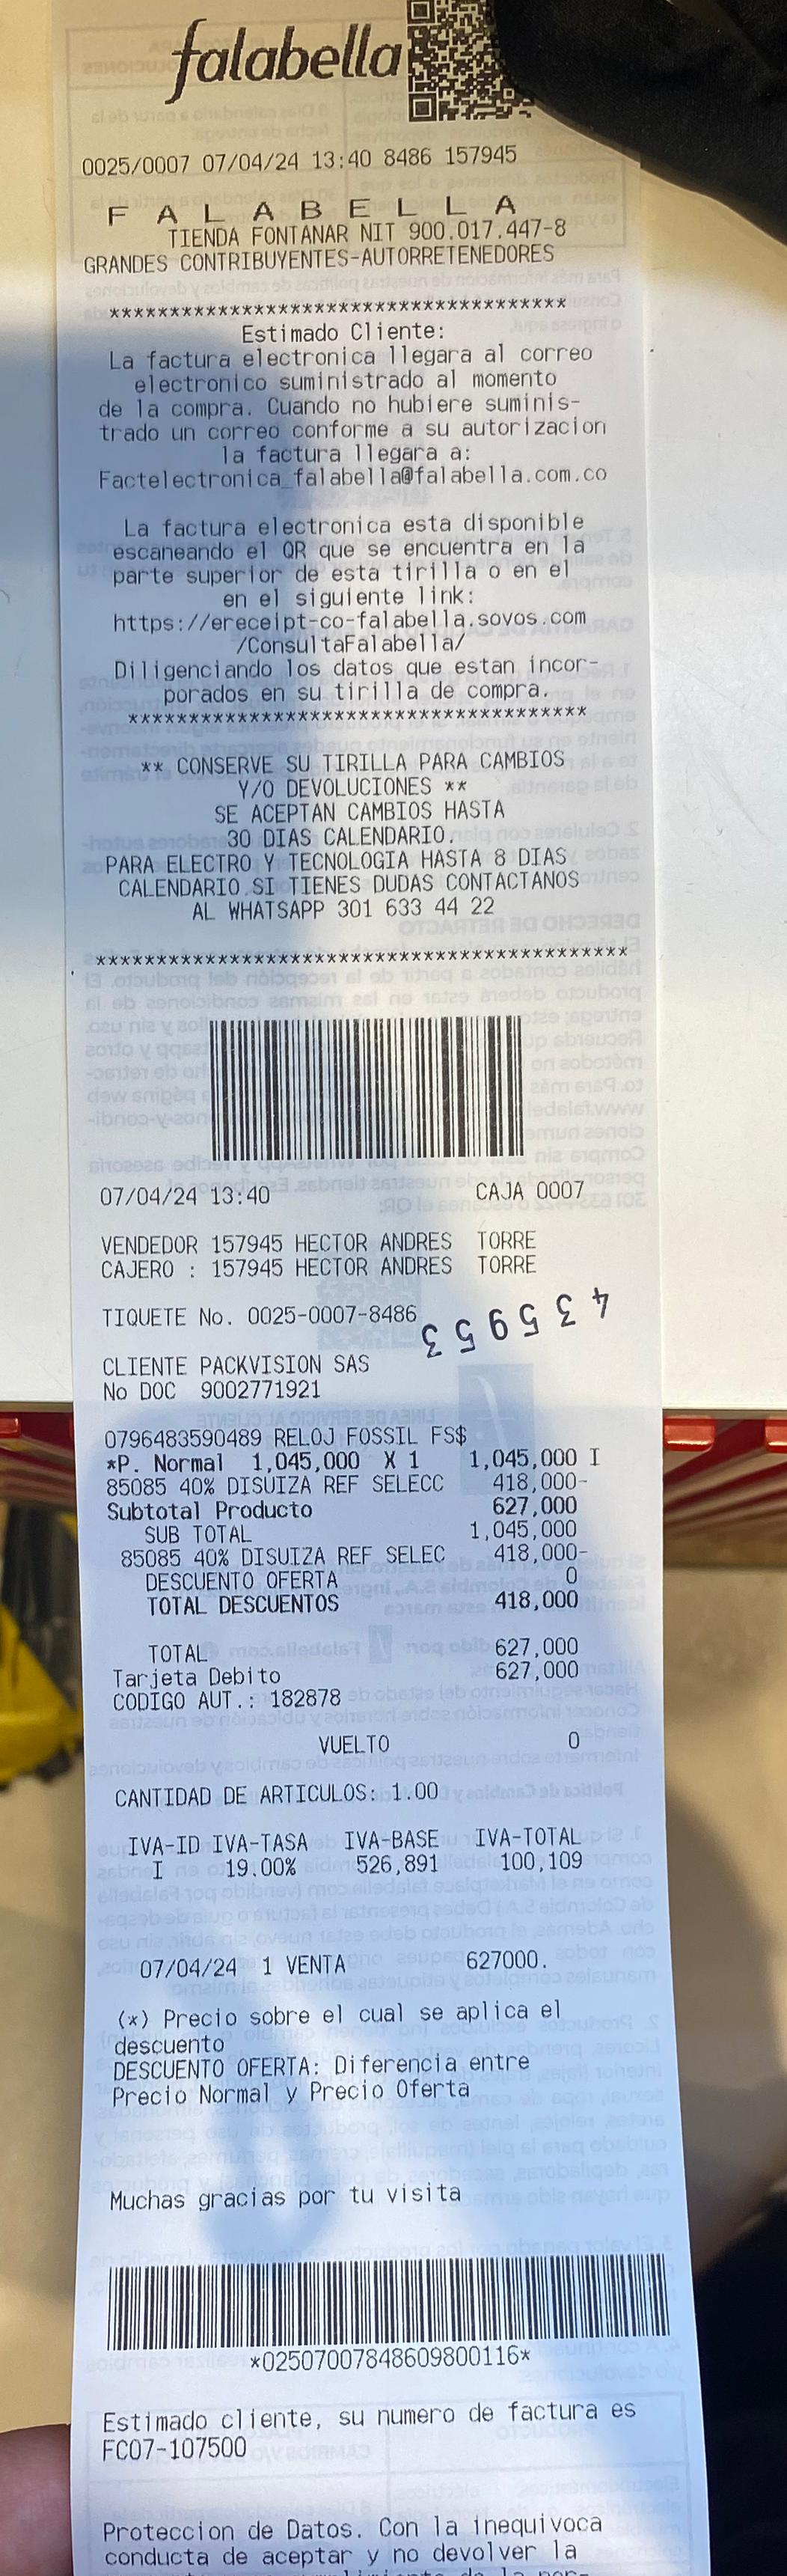 falabella
0025/0007 07/04/24 13:40 8486 157945
F A L A B E L L A
TIENDA FONTANAR NIT 900.017.447-8
GRANDES CONTRIBUYENTES-AUTORRETENEDORES
**************************************
Estimado Cliente:
La factura electronica llegara al correo
electronico suministrado al momento
de la compra. Cuando no hubiere suminis-
trado un correo conforme a su autorizacion
la factura llegara a:
Factelectronica_falabella@falabella.com.co
La factura electronica esta disponible
escaneando el QR que se encuentra en la
parte superior de esta tirilla o en el
en el siguiente link:
https://ereceipt-co-falabella.sovos.com
/ConsultaFalabella/
Diligenciando los datos que estan incor-
porados en su tirilla de compra.
**************************************
** CONSERVE SU TIRILLA PARA CAMBIOS
Y/O DEVOLUCIONES **
SE ACEPTAN CAMBIOS HASTA
30 DIAS CALENDARIO.
PARA ELECTRO Y TECNOLOGIA HASTA 8 DIAS
CALENDARIO.SI TIENES DUDAS CONTACTANOS
AL WHATSAPP 301 633 44 22
********************************************
07/04/24 13:40 CAJA 0007
VENDEDOR 157945 HECTOR ANDRES TORRE
CAJERO : 157945 HECTOR ANDRES TORRE
TIQUETE No. 0025-0007-8486
435953
CLIENTE PACKVISION SAS
No DOC 9002771921
0796483590489 RELOJ FOSSIL FS$
*P. Normal 1,045,000 X 1 1,045,000 I
85085 40% DISUIZA REF SELECC 418,000-
Subtotal Producto 627,000
SUB TOTAL 1,045,000
85085 40% DISUIZA REF SELEC 418,000-
DESCUENTO OFERTA 0
TOTAL DESCUENTOS 418,000
TOTAL 627,000
Tarjeta Debito 627,000
CODIGO AUT.: 182878
VUELTO 0
CANTIDAD DE ARTICULOS: 1.00
IVA-ID IVA-TASA IVA-BASE IVA-TOTAL
I 19.00% 526,891 100,109
07/04/24 1 VENTA 627000.
(*) Precio sobre el cual se aplica el
descuento
DESCUENTO OFERTA: Diferencia entre
Precio Normal y Precio Oferta
Muchas gracias por tu visita
*02507007848609800116*
Estimado cliente, su numero de factura es
FC07-107500
Proteccion de Datos. Con la inequivoca
conducta de aceptar y no devolver la